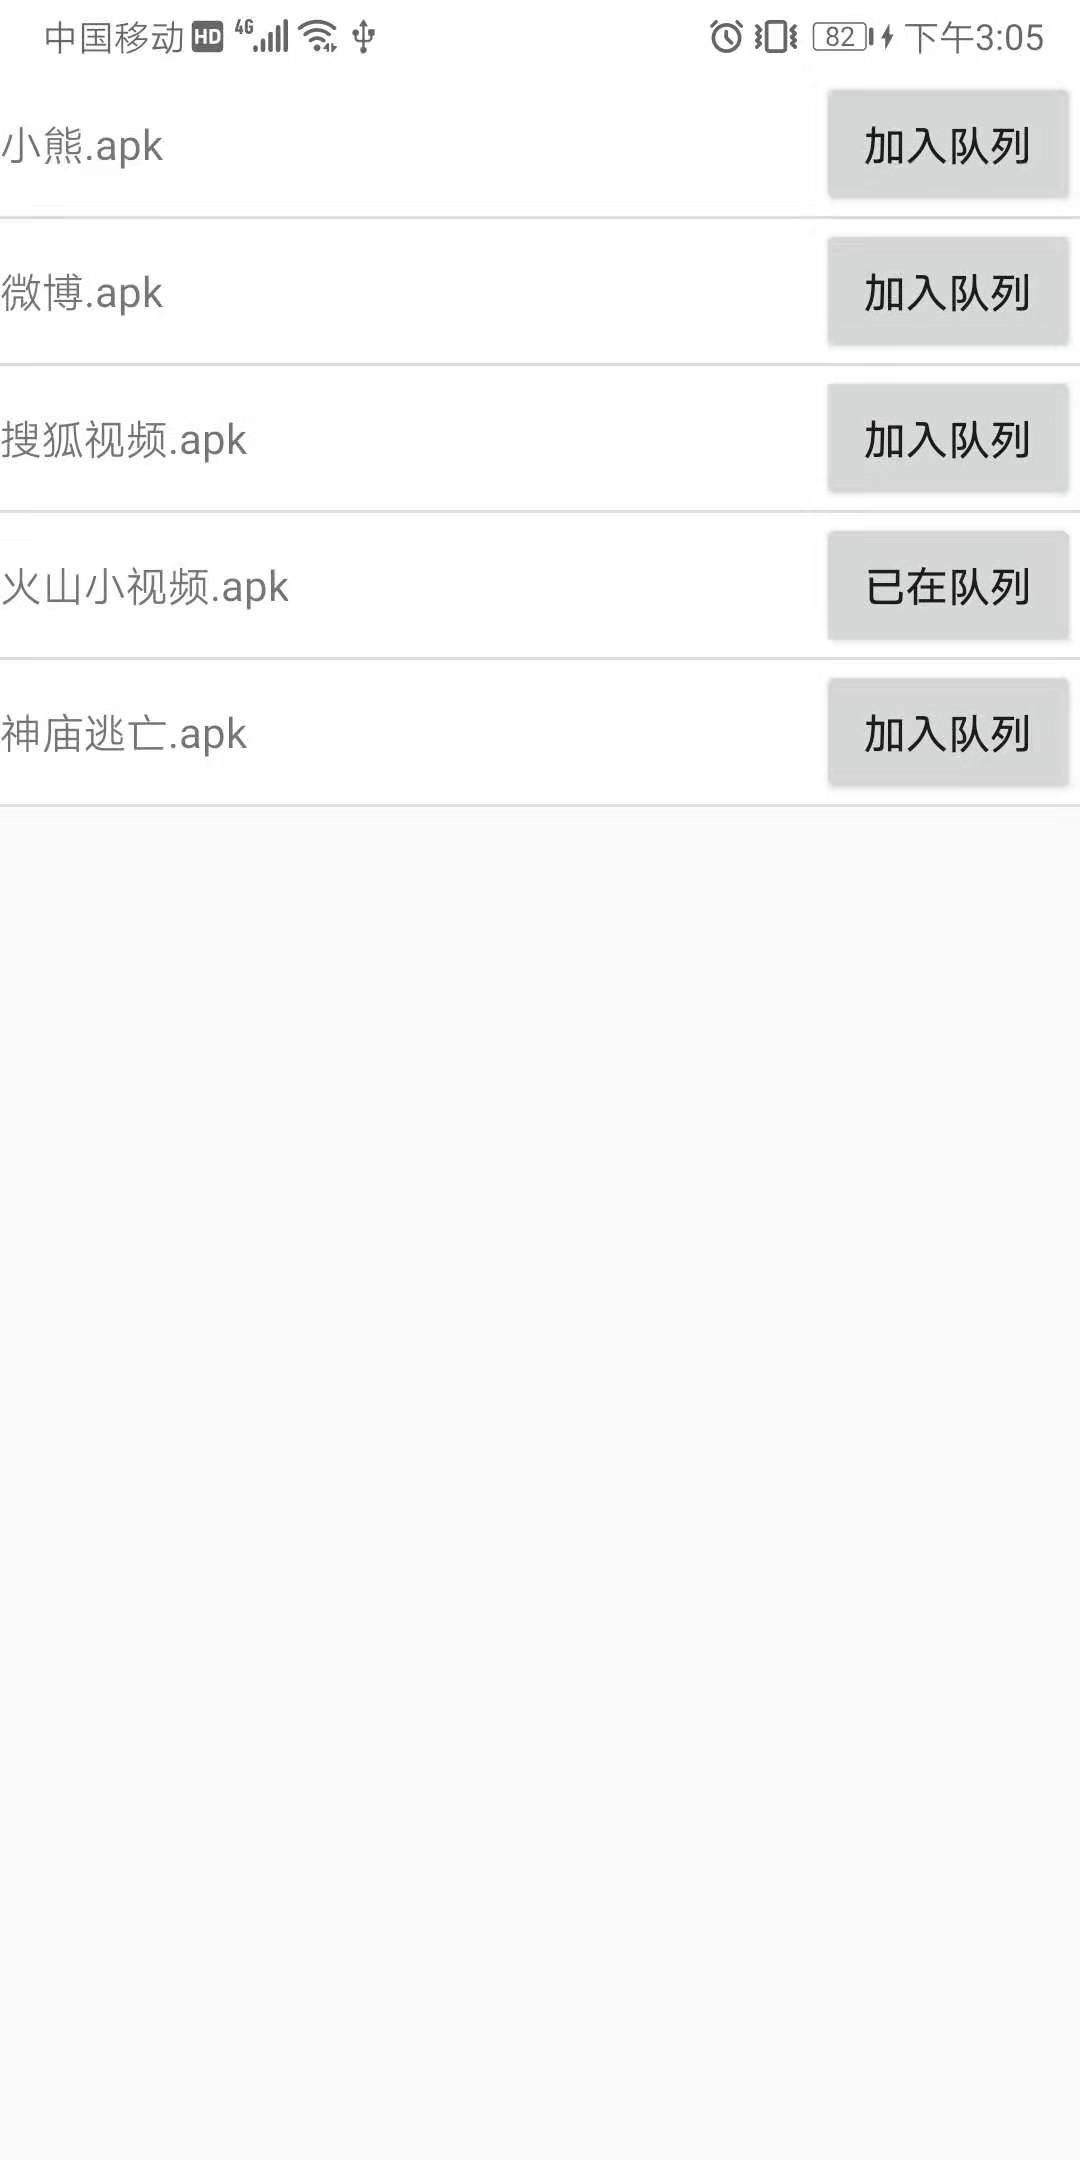 中国移动 HD 4G 82 下午3:05
小熊.apk 加入队列
微博.apk 加入队列
搜狐视频.apk 加入队列
火山小视频.apk 已在队列
神庙逃亡.apk 加入队列